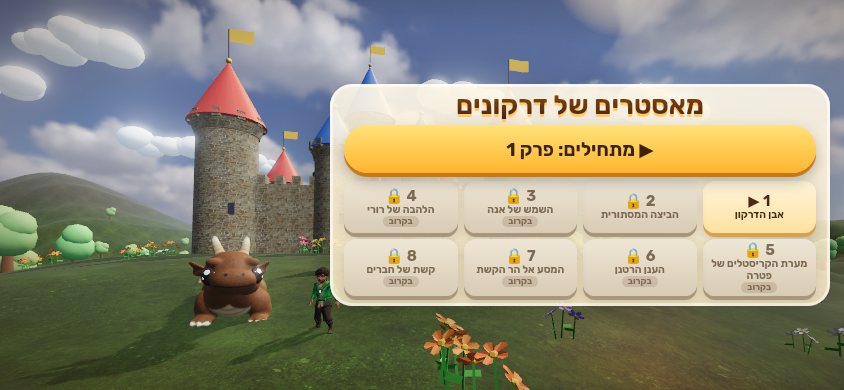 מאסטרים של דרקונים
▶ מתחילים: פרק 1
1 ▶
אבן הדרקון
2 🔒
הביצה המסתורית
3 🔒
השמש של אנה
בקרוב
4 🔒
הלהבה של רורי
בקרוב
5 🔒
מערת הקריסטלים של
פטרה
בקרוב
6 🔒
הענן הרטנן
בקרוב
7 🔒
המסע אל הר הקשת
בקרוב
8 🔒
קשת של חברים
בקרוב